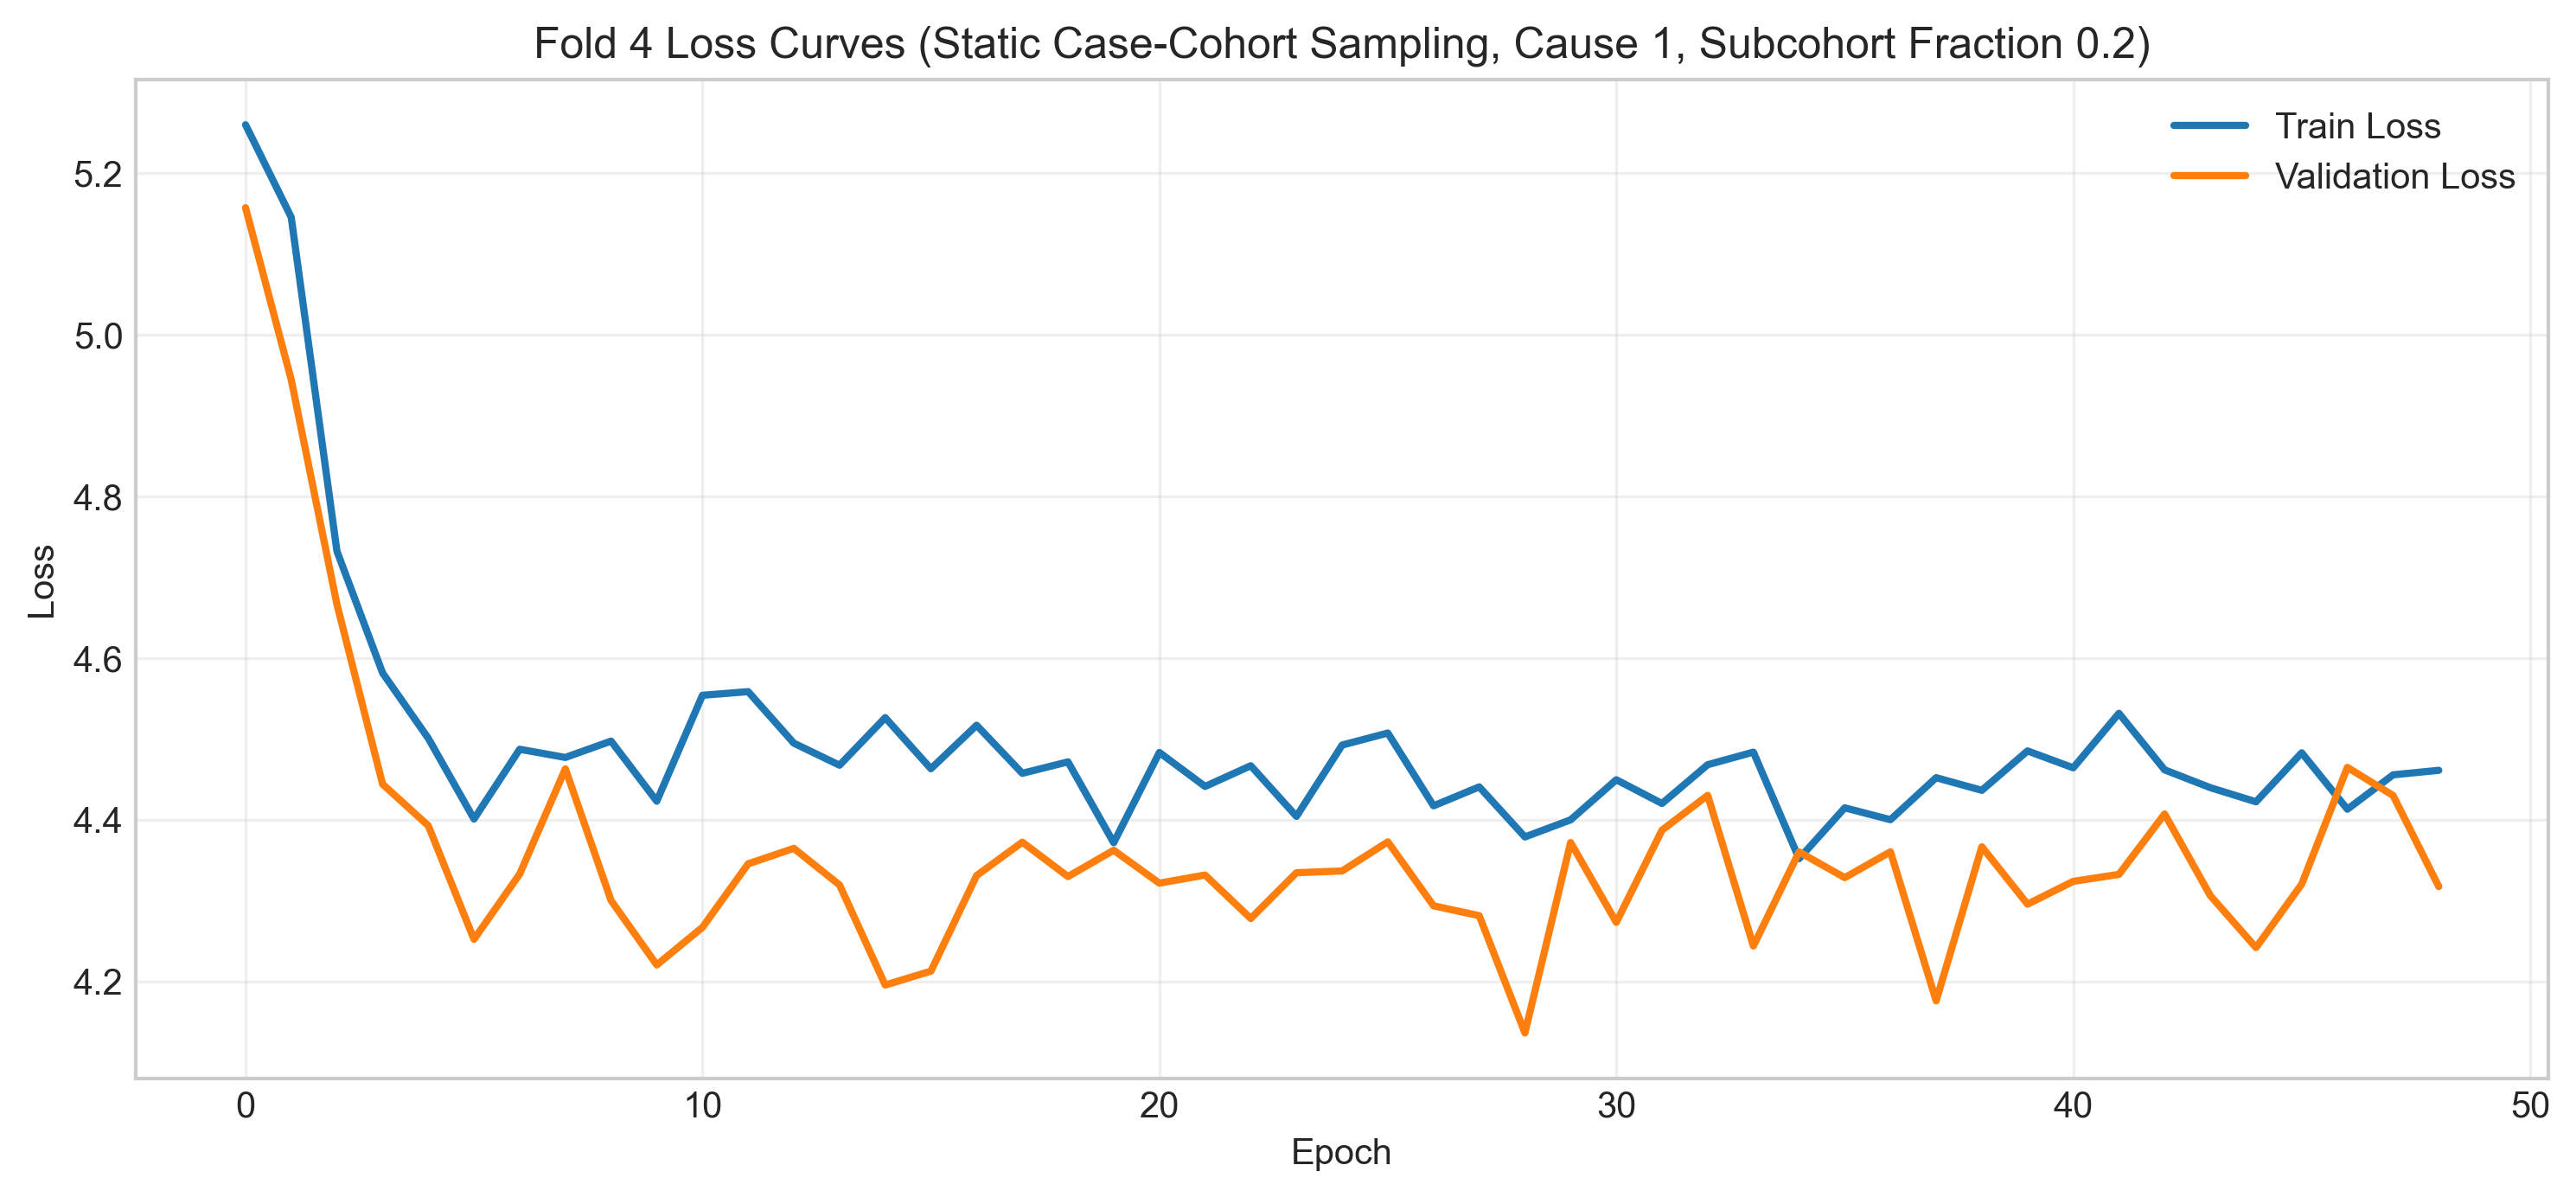 Fold 4 Loss Curves (Static Case-Cohort Sampling, Cause 1, Subcohort Fraction 0.2)
Train Loss
Validation Loss
5.2
5.0
4.8
4.6
4.4
4.2
Loss
0 10 20 30 40 50
Epoch